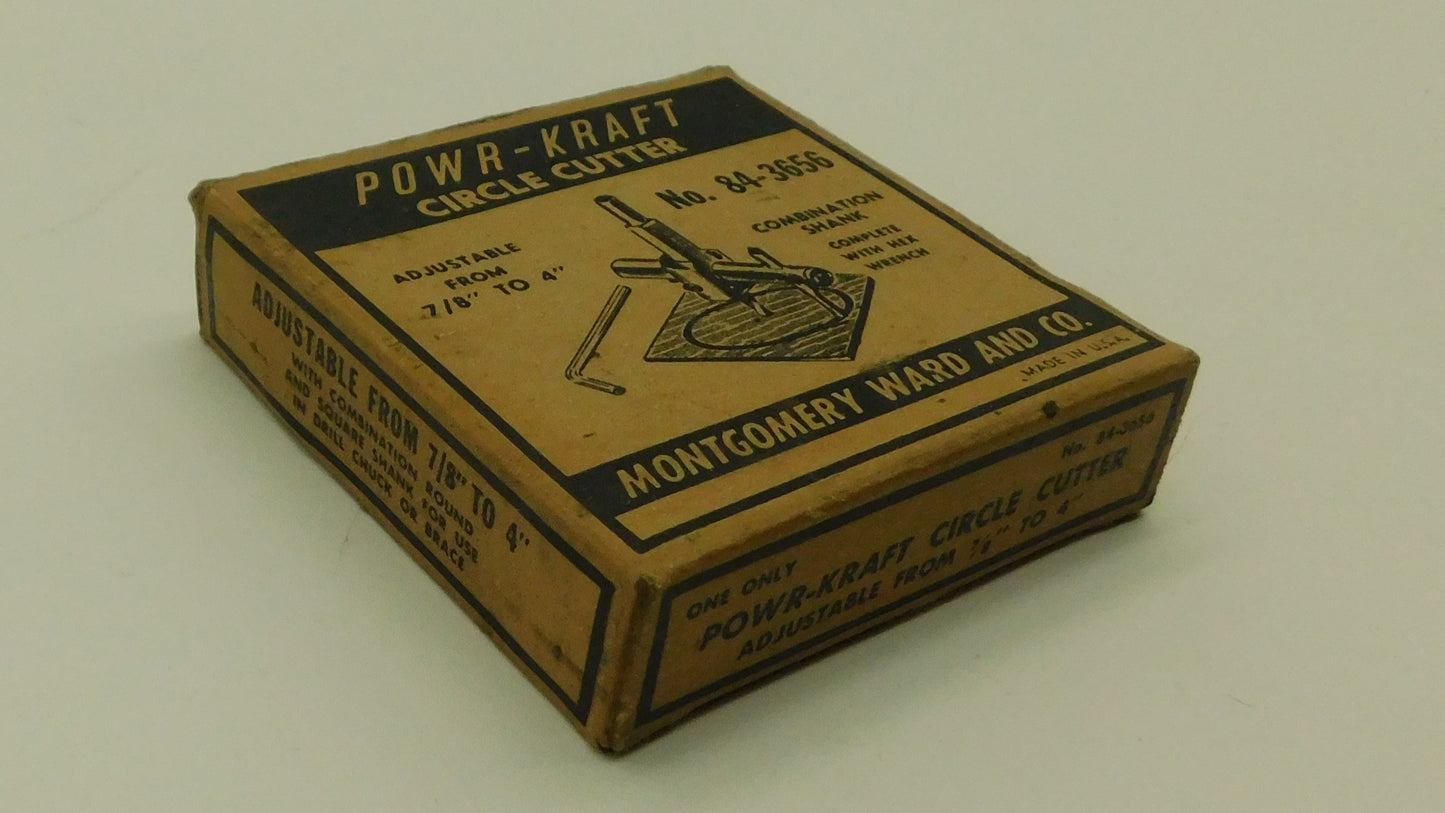 POWR-KRAFT
CIRCLE CUTTER
No. 84-3656
ADJUSTABLE
FROM
7/8" TO 4"
COMBINATION
SHANK
COMPLETE
WITH HEX
WRENCH
MONTGOMERY WARD AND CO.
MADE IN U.S.A.
ADJUSTABLE FROM 7/8" TO 4"
WITH COMBINATION ROUND
AND SQUARE SHANK FOR USE
IN DRILL CHUCK OR BRACE
No. 84-3656
ONE ONLY
POWR-KRAFT CIRCLE CUTTER
ADJUSTABLE FROM 7/8" TO 4"